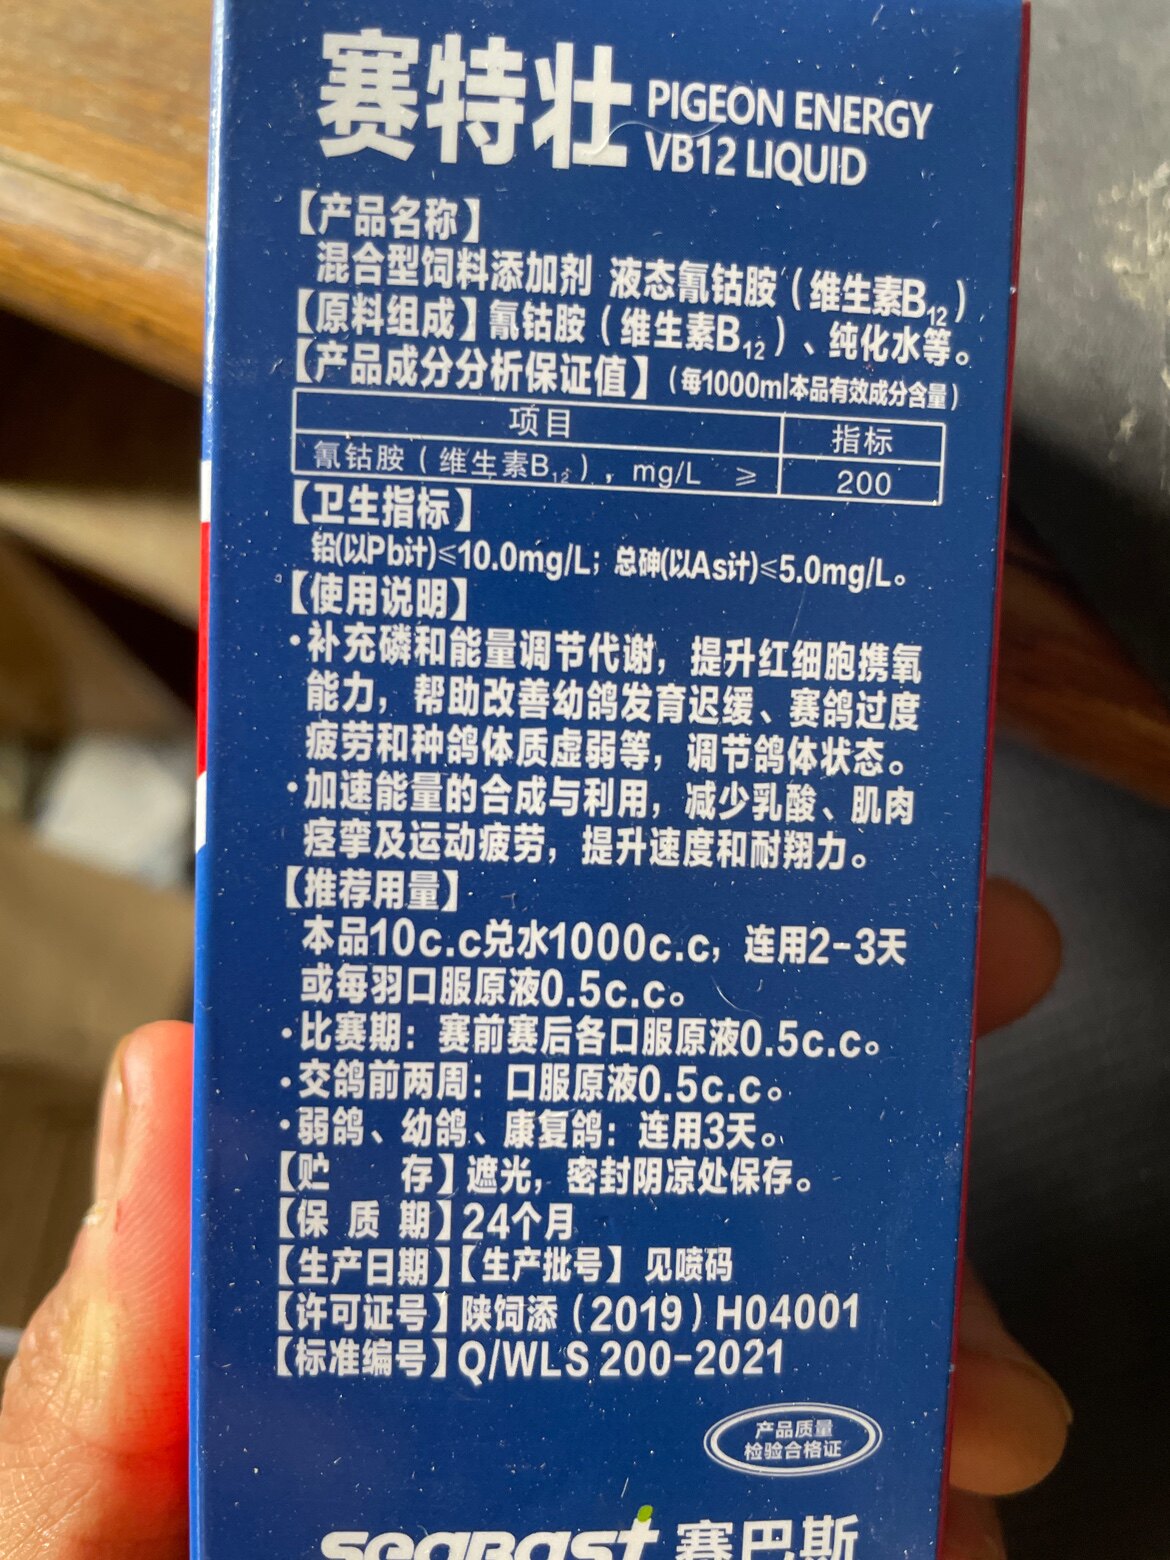 赛特壮 PIGEON ENERGY
VB12 LIQUID
【产品名称】
混合型饲料添加剂 液态氰钴胺（维生素B₁₂）
【原料组成】氰钴胺（维生素B₁₂）、纯化水等。
【产品成分分析保证值】（每1000ml本品有效成分含量）
项目 指标
氰钴胺（维生素B₁₂），mg/L ≥ 200
【卫生指标】
铅(以Pb计)≤10.0mg/L；总砷(以As计)≤5.0mg/L。
【使用说明】
·补充磷和能量调节代谢，提升红细胞携氧
能力，帮助改善幼鸽发育迟缓、赛鸽过度
疲劳和种鸽体质虚弱等，调节鸽体状态。
·加速能量的合成与利用，减少乳酸、肌肉
痉挛及运动疲劳，提升速度和耐翔力。
【推荐用量】
本品10c.c兑水1000c.c，连用2-3天
或每羽口服原液0.5c.c。
·比赛期：赛前赛后各口服原液0.5c.c。
·交鸽前两周：口服原液0.5c.c。
·弱鸽、幼鸽、康复鸽：连用3天。
【贮 存】遮光，密封阴凉处保存。
【保 质 期】24个月
【生产日期】【生产批号】见喷码
【许可证号】陕饲添（2019）H04001
【标准编号】Q/WLS 200-2021
产品质量
检验合格证
seabast 赛巴斯